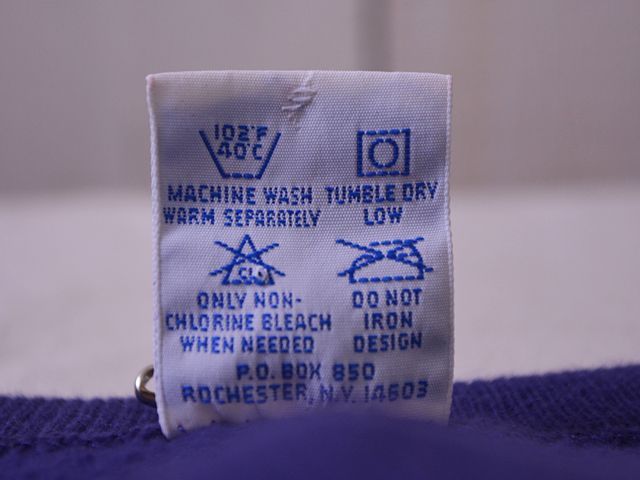 102°F
40°C
MACHINE WASH
WARM SEPARATELY
TUMBLE DRY
LOW
CL
ONLY NON-
CHLORINE BLEACH
WHEN NEEDED
DO NOT
IRON
DESIGN
P.O. BOX 850
ROCHESTER, N.Y. 14603